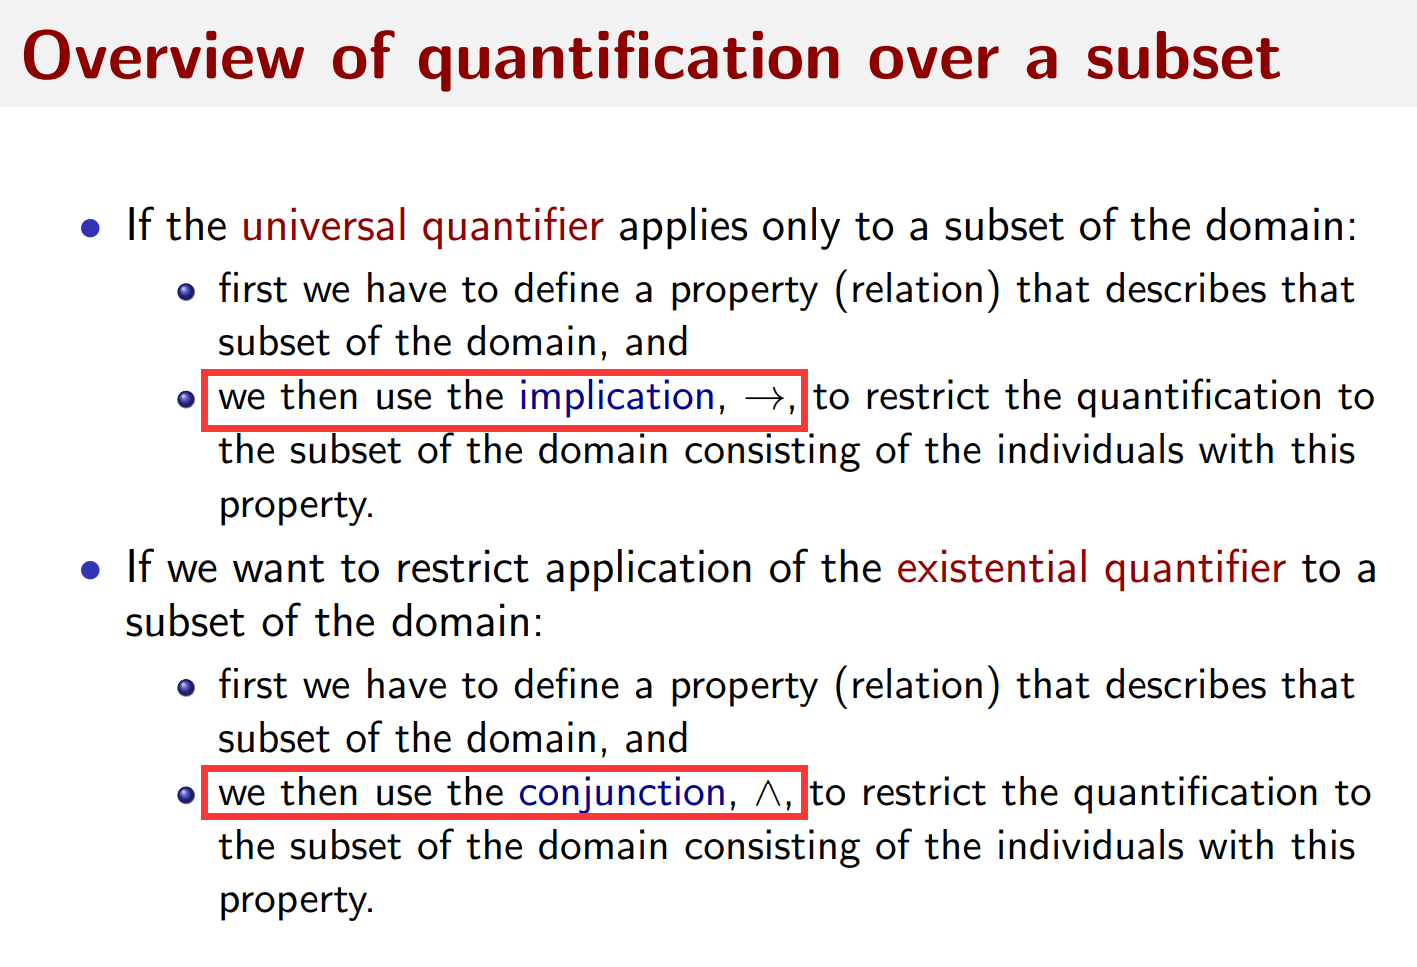 Overview of quantification over a subset
• If the universal quantifier applies only to a subset of the domain:
• first we have to define a property (relation) that describes that
subset of the domain, and
• we then use the implication, →, to restrict the quantification to
the subset of the domain consisting of the individuals with this
property.
• If we want to restrict application of the existential quantifier to a
subset of the domain:
• first we have to define a property (relation) that describes that
subset of the domain, and
• we then use the conjunction, ∧, to restrict the quantification to
the subset of the domain consisting of the individuals with this
property.